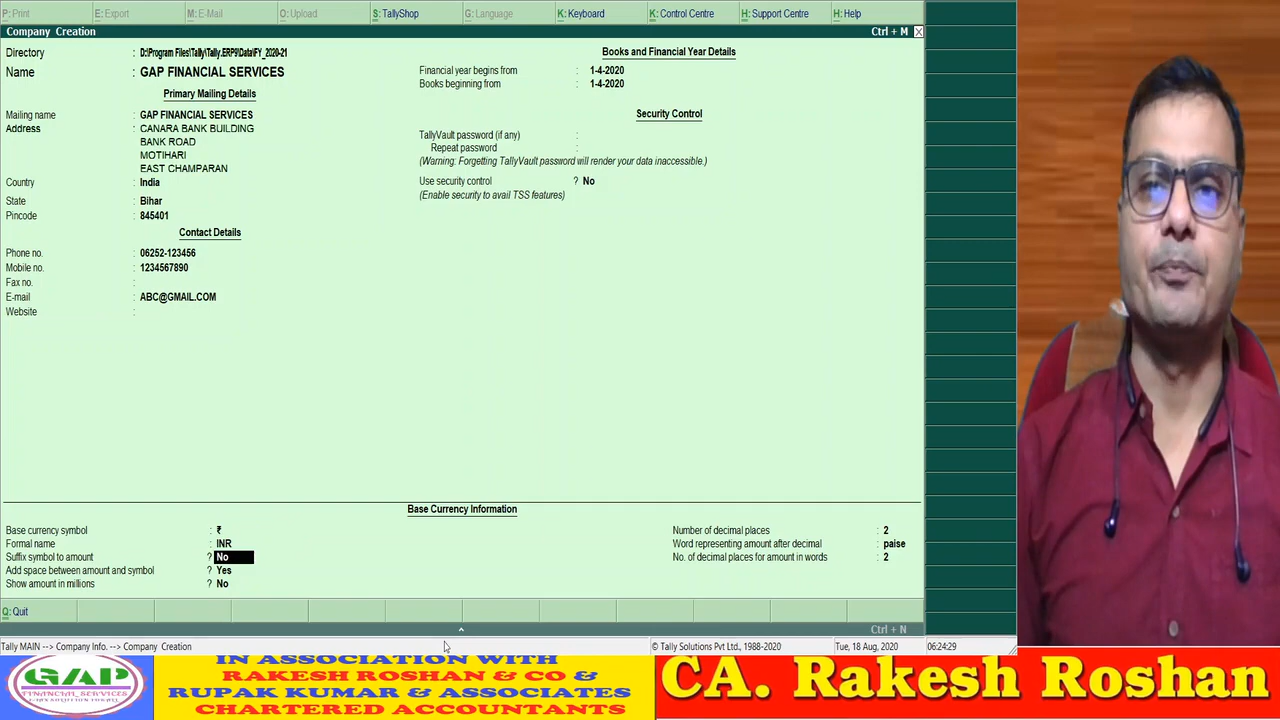 P: Print E: Export M: E-Mail O: Upload S: TallyShop G: Language K: Keyboard K: Control Centre H: Support Centre H: Help
Company Creation Ctrl + M
Directory : D:\Program Files\Tally\Tally.ERP9\Data\FY_2020-21
Name : GAP FINANCIAL SERVICES
Primary Mailing Details
Mailing name : GAP FINANCIAL SERVICES
Address : CANARA BANK BUILDING
BANK ROAD
MOTIHARI
EAST CHAMPARAN
Country : India
State : Bihar
Pincode : 845401
Contact Details
Phone no. : 06252-123456
Mobile no. : 1234567890
Fax no. :
E-mail : ABC@GMAIL.COM
Website :
Books and Financial Year Details
Financial year begins from : 1-4-2020
Books beginning from : 1-4-2020
Security Control
TallyVault password (if any) :
Repeat password :
(Warning: Forgetting TallyVault password will render your data inaccessible.)
Use security control ? No
(Enable security to avail TSS features)
Base Currency Information
Base currency symbol : ₹
Formal name : INR
Suffix symbol to amount ? No
Add space between amount and symbol ? Yes
Show amount in millions ? No
Number of decimal places : 2
Word representing amount after decimal : paise
No. of decimal places for amount in words : 2
Q: Quit
Ctrl + N
Tally MAIN --> Company Info. --> Company Creation © Tally Solutions Pvt Ltd., 1988-2020 Tue, 18 Aug, 2020 06:24:29
GAP
FINANCIAL SERVICES
IN ASSOCIATION WITH
RAKESH ROSHAN & CO &
RUPAK KUMAR & ASSOCIATES
CHARTERED ACCOUNTANTS
CA. Rakesh Roshan